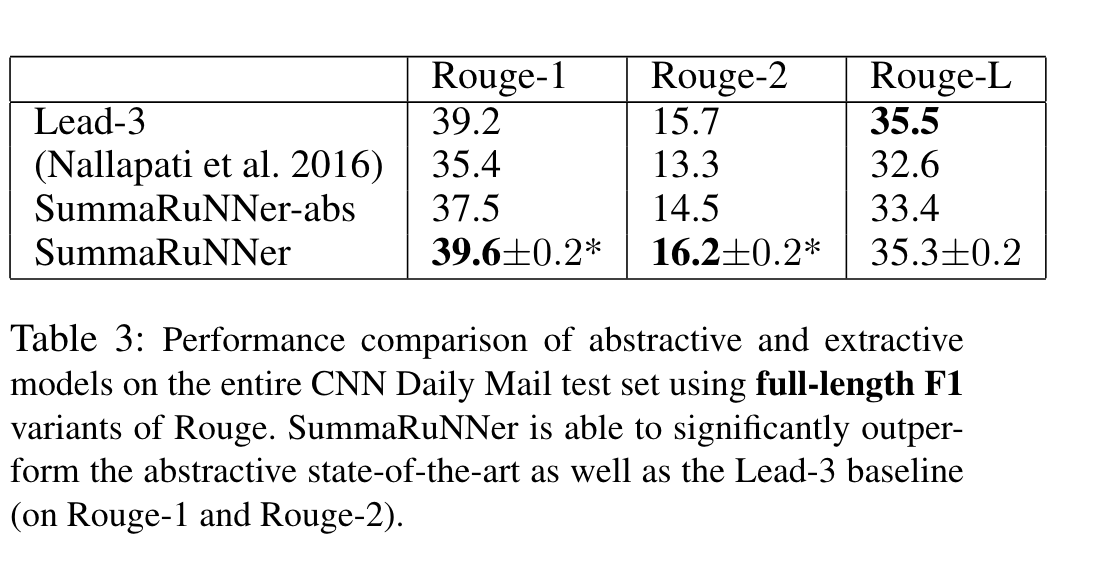 Rouge-1 Rouge-2 Rouge-L
Lead-3 39.2 15.7 35.5
(Nallapati et al. 2016) 35.4 13.3 32.6
SummaRuNNer-abs 37.5 14.5 33.4
SummaRuNNer 39.6±0.2* 16.2±0.2* 35.3±0.2
Table 3: Performance comparison of abstractive and extractive
models on the entire CNN Daily Mail test set using full-length F1
variants of Rouge. SummaRuNNer is able to significantly outper-
form the abstractive state-of-the-art as well as the Lead-3 baseline
(on Rouge-1 and Rouge-2).